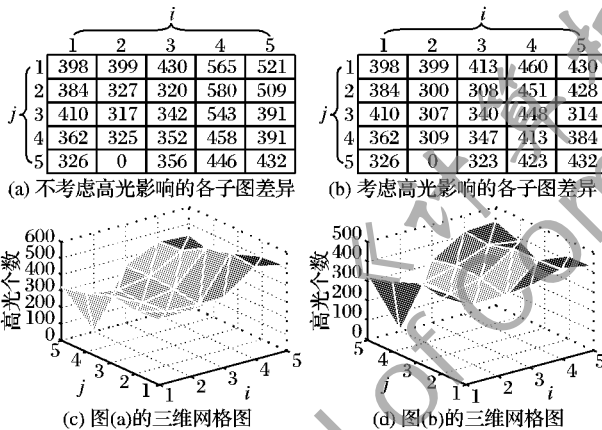 i
1 2 3 4 5
j
1 398 399 430 565 521
2 384 327 320 580 509
3 410 317 342 543 391
4 362 325 352 458 391
5 326 0 356 446 432
(a) 不考虑高光影响的各子图差异
i
1 2 3 4 5
j
1 398 399 413 460 430
2 384 300 308 451 428
3 410 307 340 448 314
4 362 309 347 413 384
5 326 0 323 423 432
(b) 考虑高光影响的各子图差异
高光个数
600
500
400
300
200
100
0
5 4 3 2 1
j
1 2 3 4 5
i
(c) 图(a)的三维网格图
高光个数
500
400
300
200
100
0
5 4 3 2 1
j
1 2 3 4 5
i
(d) 图(b)的三维网格图
计算
of Com